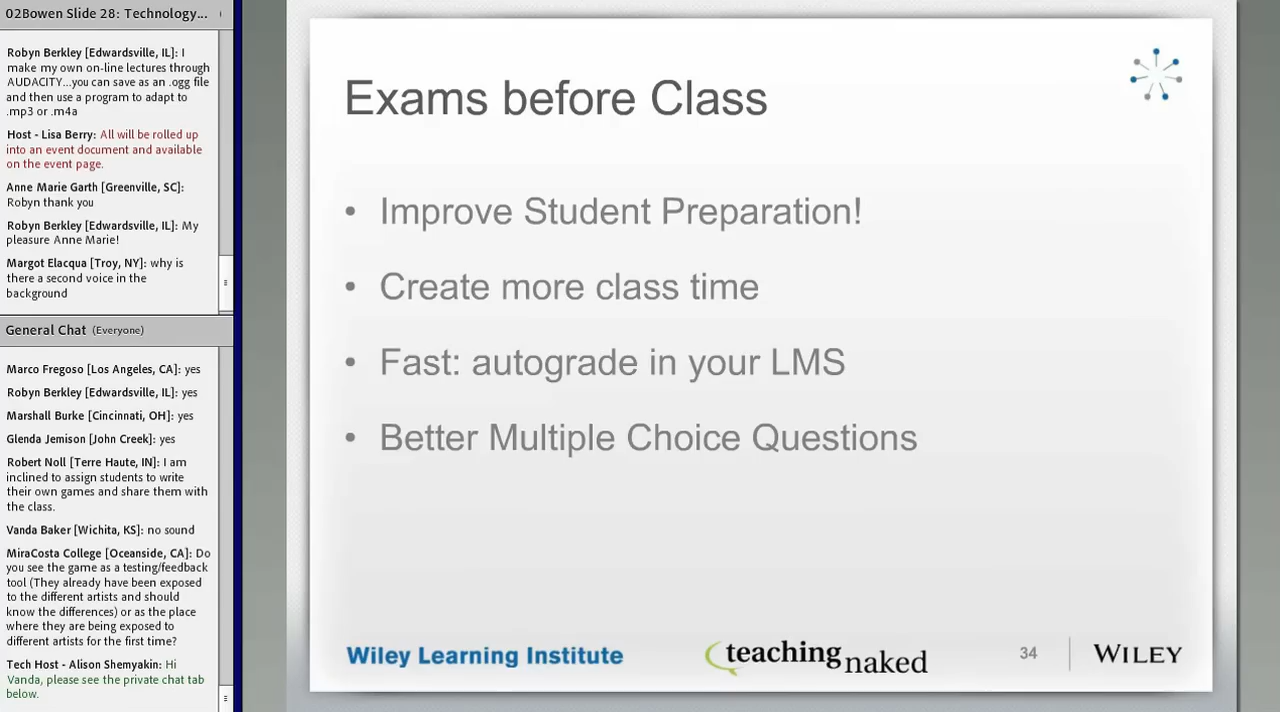 02Bowen Slide 28: Technology...
Robyn Berkley [Edwardsville, IL]: I
make my own on-line lectures through
AUDACITY...you can save as an .ogg file
and then use a program to adapt to
.mp3 or .m4a
Host - Lisa Berry: All will be rolled up
into an event document and available
on the event page.
Anne Marie Garth [Greenville, SC]:
Robyn thank you
Robyn Berkley [Edwardsville, IL]: My
pleasure Anne Marie!
Margot Elacqua [Troy, NY]: why is
there a second voice in the
background
General Chat (Everyone)
Marco Fregoso [Los Angeles, CA]: yes
Robyn Berkley [Edwardsville, IL]: yes
Marshall Burke [Cincinnati, OH]: yes
Glenda Jemison [John Creek]: yes
Robert Noll [Terre Haute, IN]: I am
inclined to assign students to write
their own games and share them with
the class.
Vanda Baker [Wichita, KS]: no sound
MiraCosta College [Oceanside, CA]: Do
you see the game as a testing/feedback
tool (They already have been exposed
to the different artists and should
know the differences) or as the place
where they are being exposed to
different artists for the first time?
Tech Host - Alison Shemyakin: Hi
Vanda, please see the private chat tab
below.
Exams before Class
• Improve Student Preparation!
• Create more class time
• Fast: autograde in your LMS
• Better Multiple Choice Questions
Wiley Learning Institute
teaching naked
34
WILEY